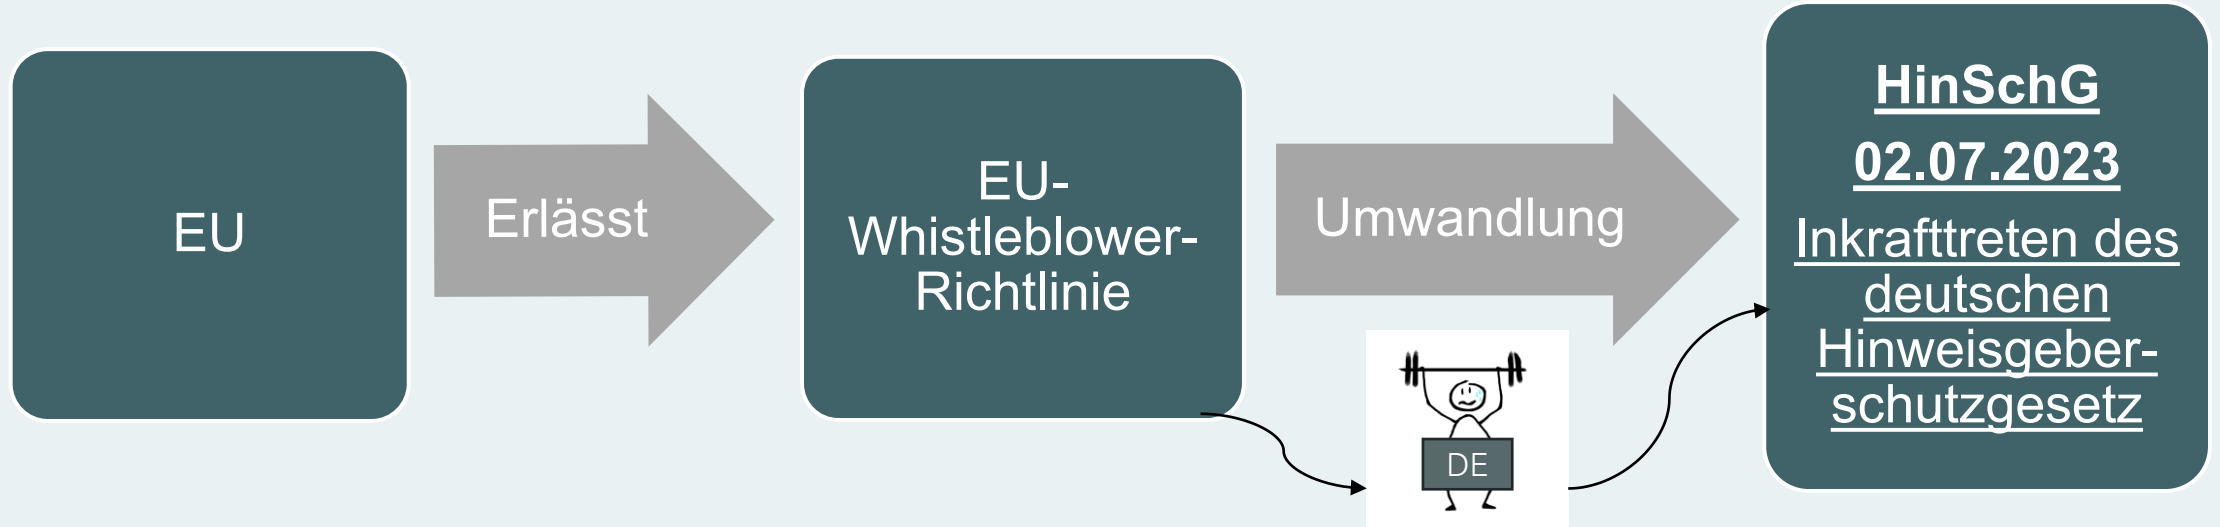 EU
Erlässt
EU-
Whistleblower-
Richtlinie
Umwandlung
DE
HinSchG
02.07.2023
Inkrafttreten des
deutschen
Hinweisgeber-
schutzgesetz